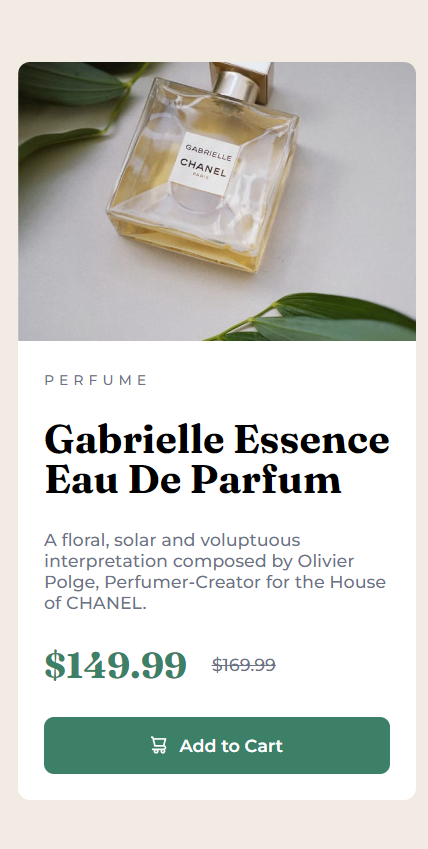 GABRIELLE
CHANEL
PARIS
PERFUME
Gabrielle Essence
Eau De Parfum
A floral, solar and voluptuous
interpretation composed by Olivier
Polge, Perfumer-Creator for the House
of CHANEL.
$149.99 $169.99
Add to Cart